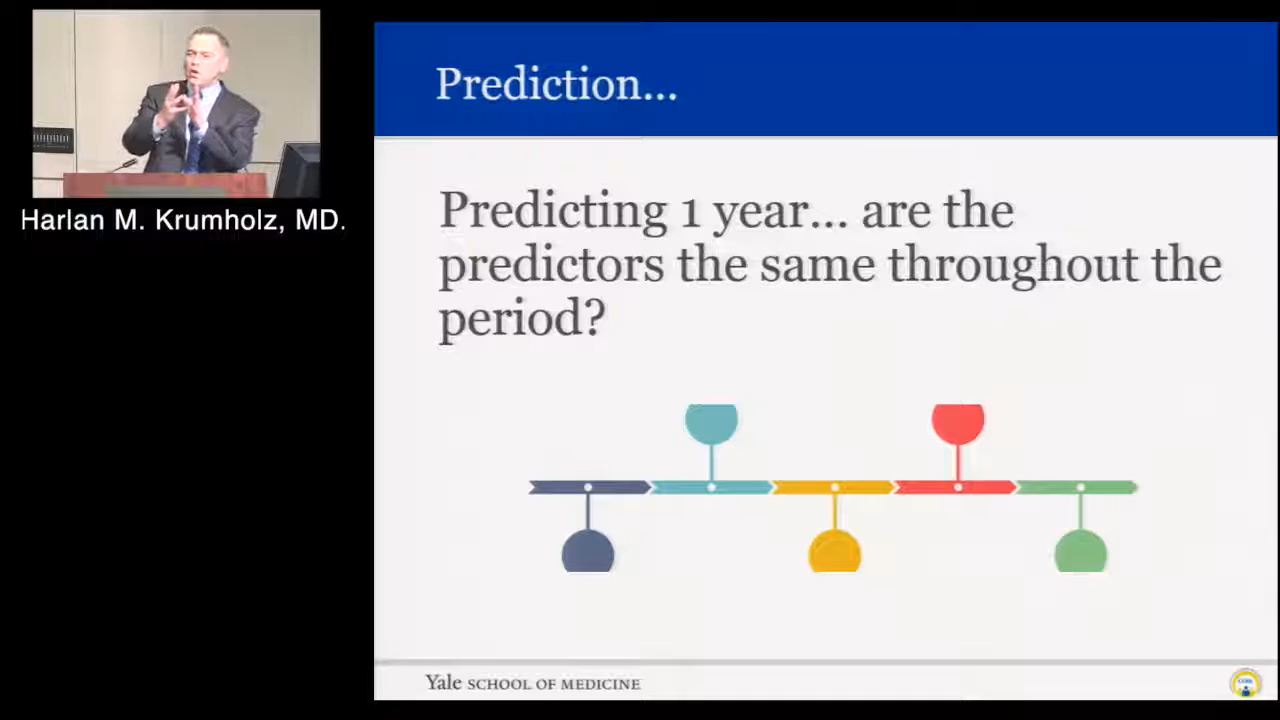 Prediction...
Predicting 1 year... are the
predictors the same throughout the
period?
Harlan M. Krumholz, MD.
Yale SCHOOL OF MEDICINE